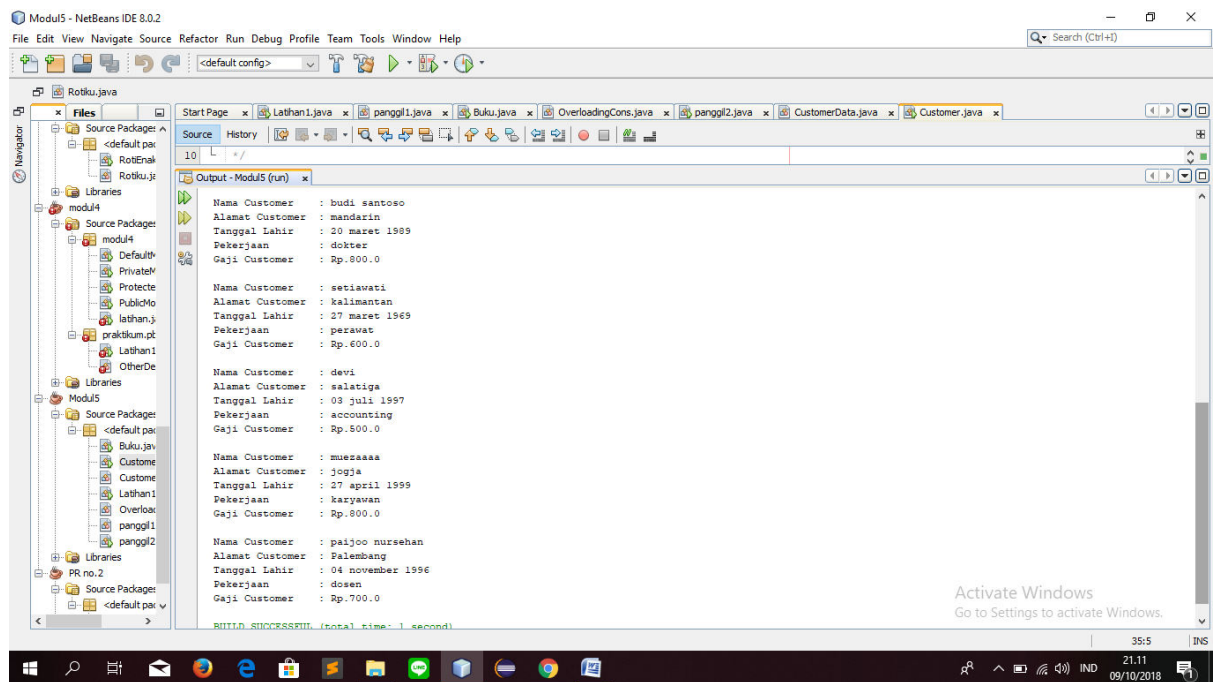 Modul5 - NetBeans IDE 8.0.2
File Edit View Navigate Source Refactor Run Debug Profile Team Tools Window Help
Search (Ctrl+I)
<default config>
Rotiku.java
Files
Start Page
Latihan1.java
panggil1.java
Buku.java
OverloadingCons.java
panggil2.java
CustomerData.java
Customer.java
Navigator
Source History
10 */
Output - Modul5 (run)
Source Packages
<default pac
RotiEnak
Rotiku.ja
Libraries
modul4
Source Packages
modul4
DefaultM
PrivateM
Protecte
PublicMo
latihan.ja
praktikum.pb
Latihan1
OtherDe
Libraries
Modul5
Source Packages
<default pac
Buku.jav
Custome
Custome
Latihan1
Overload
panggil1
panggil2
Libraries
PR no.2
Source Packages
<default pac
Nama Customer : budi santoso
Alamat Customer : mandarin
Tanggal Lahir : 20 maret 1989
Pekerjaan : dokter
Gaji Customer : Rp.800.0
Nama Customer : setiawati
Alamat Customer : kalimantan
Tanggal Lahir : 27 maret 1969
Pekerjaan : perawat
Gaji Customer : Rp.600.0
Nama Customer : devi
Alamat Customer : salatiga
Tanggal Lahir : 03 juli 1997
Pekerjaan : accounting
Gaji Customer : Rp.500.0
Nama Customer : muezaaaa
Alamat Customer : jogja
Tanggal Lahir : 27 april 1999
Pekerjaan : karyawan
Gaji Customer : Rp.800.0
Nama Customer : paijoo nursehan
Alamat Customer : Palembang
Tanggal Lahir : 04 november 1996
Pekerjaan : dosen
Gaji Customer : Rp.700.0
BUILD SUCCESSFUL (total time: 1 second)
Activate Windows
Go to Settings to activate Windows.
35:5 INS
IND
21.11
09/10/2018